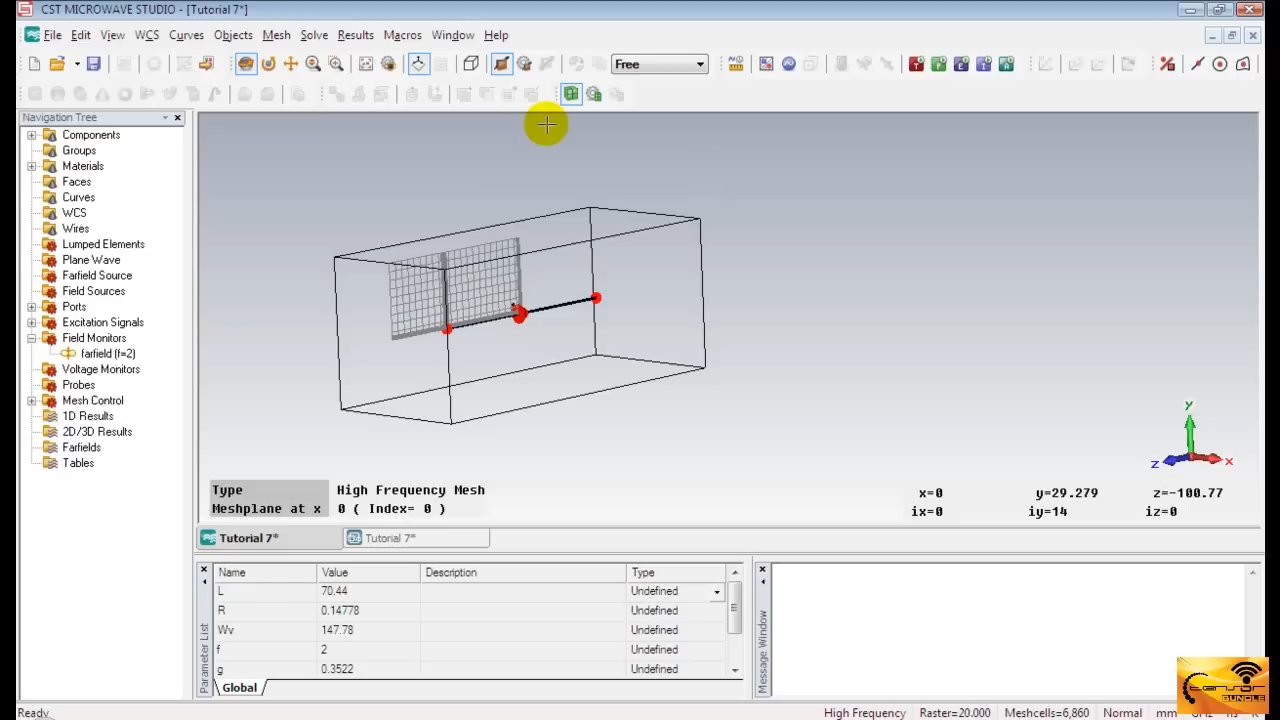 CST MICROWAVE STUDIO - [Tutorial 7*]
File Edit View WCS Curves Objects Mesh Solve Results Macros Window Help
Free
Navigation Tree
Components
Groups
Materials
Faces
Curves
WCS
Wires
Lumped Elements
Plane Wave
Farfield Source
Field Sources
Ports
Excitation Signals
Field Monitors
farfield (f=2)
Voltage Monitors
Probes
Mesh Control
1D Results
2D/3D Results
Farfields
Tables
y
z x
Type High Frequency Mesh
Meshplane at x 0 ( Index= 0 )
x=0 y=29.279 z=-100.77
ix=0 iy=14 iz=0
Tutorial 7* Tutorial 7*
Name Value Description Type
L 70.44 Undefined
R 0.14778 Undefined
Wv 147.78 Undefined
f 2 Undefined
g 0.3522 Undefined
Global
Parameter List
Message Window
Ready High Frequency Raster=20.000 Meshcells=6,860 Normal mm
BUNDLE